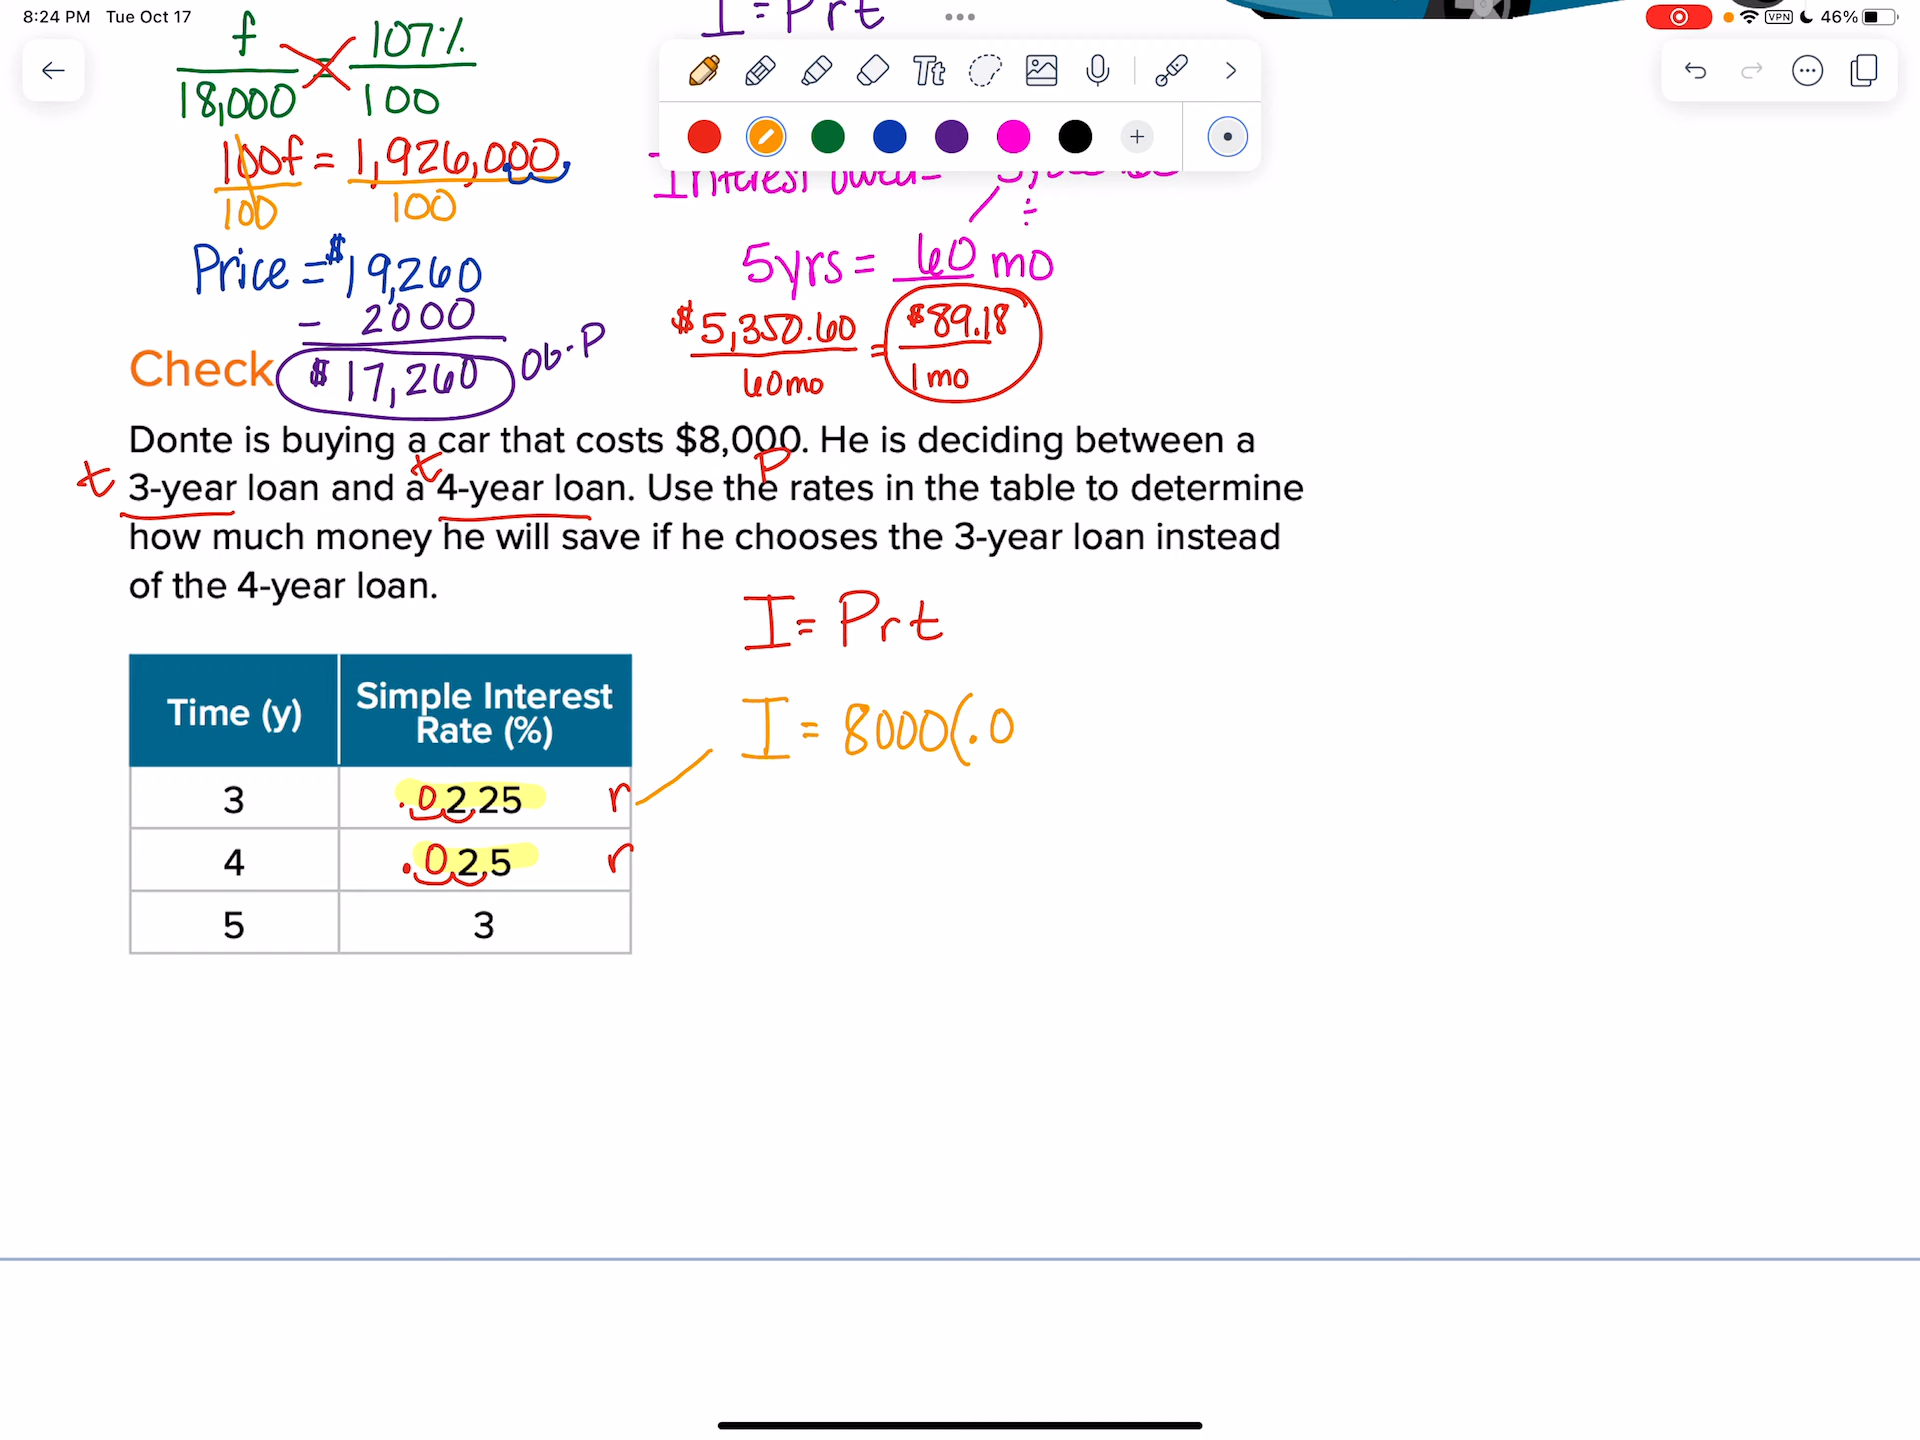 8:24 PM Tue Oct 17
VPN 46%
I = Prt
f 107%
18,000 = 100
100f = 1,926,000.
100 100
Interest owed =
Price = $19,260
- 2000
$17,260 OG. P
5yrs = 60 mo
$5,350.60 = $89.18
60mo 1 mo
Tt
Check
Donte is buying a car that costs $8,000. He is deciding between a
P
t t
3-year loan and a 4-year loan. Use the rates in the table to determine
how much money he will save if he chooses the 3-year loan instead
of the 4-year loan.
I = Prt
I = 8000(.0
Time (y) Simple Interest
Rate (%)
3 .02.25 r
4 .02.5 r
5 3